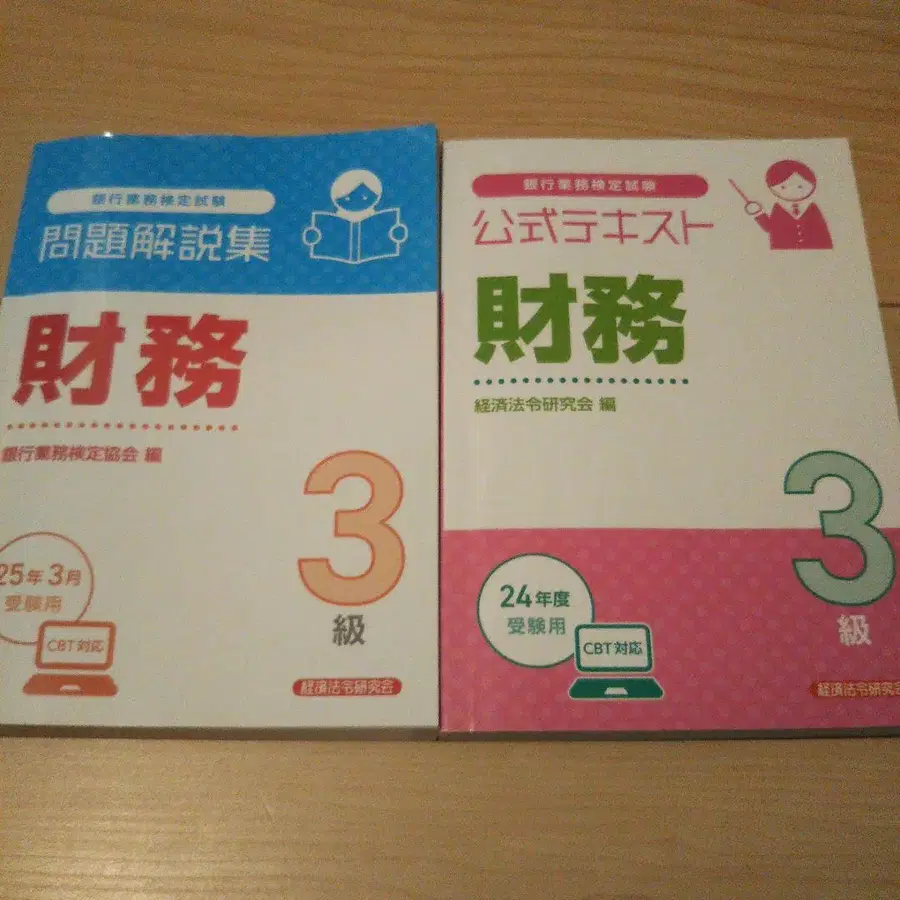 銀行業務検定試験
問題解説集
財務
銀行業務検定協会 編
3
級
25年3月
受験用
CBT対応
経済法令研究会
銀行業務検定試験
公式テキスト
財務
経済法令研究会 編
3
級
24年度
受験用
CBT対応
経済法令研究会